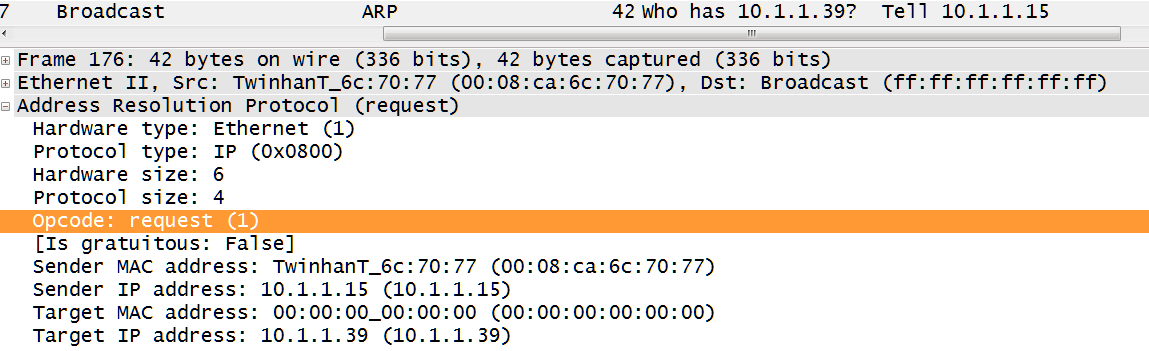 7 Broadcast ARP 42 Who has 10.1.1.39? Tell 10.1.1.15
Frame 176: 42 bytes on wire (336 bits), 42 bytes captured (336 bits)
Ethernet II, Src: TwinhanT_6c:70:77 (00:08:ca:6c:70:77), Dst: Broadcast (ff:ff:ff:ff:ff:ff)
Address Resolution Protocol (request)
Hardware type: Ethernet (1)
Protocol type: IP (0x0800)
Hardware size: 6
Protocol size: 4
Opcode: request (1)
[Is gratuitous: False]
Sender MAC address: TwinhanT_6c:70:77 (00:08:ca:6c:70:77)
Sender IP address: 10.1.1.15 (10.1.1.15)
Target MAC address: 00:00:00_00:00:00 (00:00:00:00:00:00)
Target IP address: 10.1.1.39 (10.1.1.39)